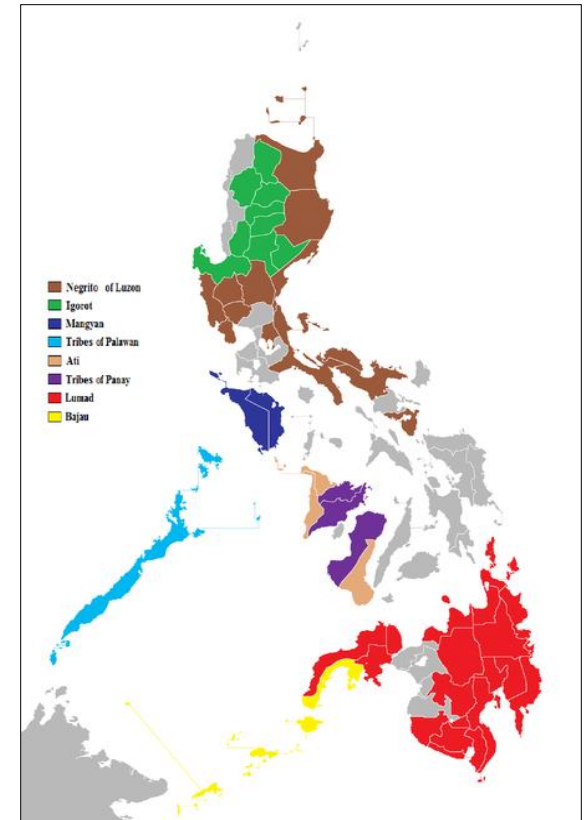 Negrito of Luzon
Igorot
Mangyan
Tribes of Palawan
Ati
Tribes of Panay
Lumad
Bajau